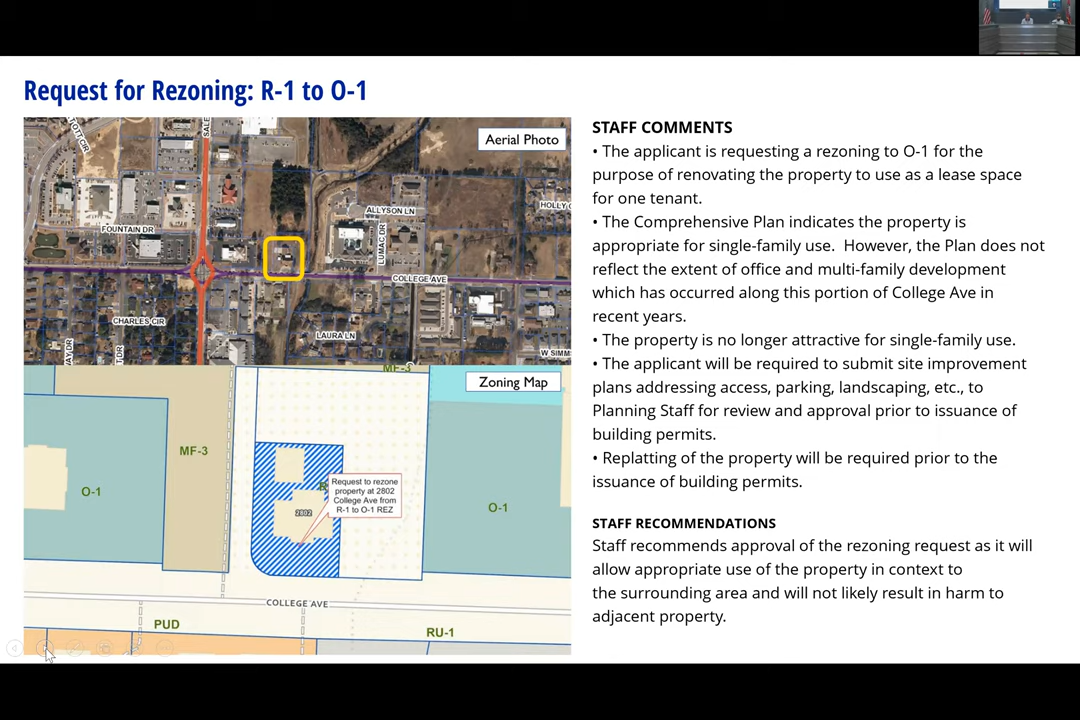 Request for Rezoning: R-1 to O-1
Aerial Photo
SALE
ALLYSON LN
HOLLY
FOUNTAIN DR
LUMAC DR
COLLEGE AVE
CHARLES CIR
LAURA LN
W SIMM
WAY DR
T DR
MF-3
Zoning Map
MF-3
O-1
O-1
Request to rezone
property at 2802
College Ave from
R-1 to O-1 REZ
2802
COLLEGE AVE
PUD
RU-1
STAFF COMMENTS
• The applicant is requesting a rezoning to O-1 for the
purpose of renovating the property to use as a lease space
for one tenant.
• The Comprehensive Plan indicates the property is
appropriate for single-family use.  However, the Plan does not
reflect the extent of office and multi-family development
which has occurred along this portion of College Ave in
recent years.
• The property is no longer attractive for single-family use.
• The applicant will be required to submit site improvement
plans addressing access, parking, landscaping, etc., to
Planning Staff for review and approval prior to issuance of
building permits.
• Replatting of the property will be required prior to the
issuance of building permits.
STAFF RECOMMENDATIONS
Staff recommends approval of the rezoning request as it will
allow appropriate use of the property in context to
the surrounding area and will not likely result in harm to
adjacent property.